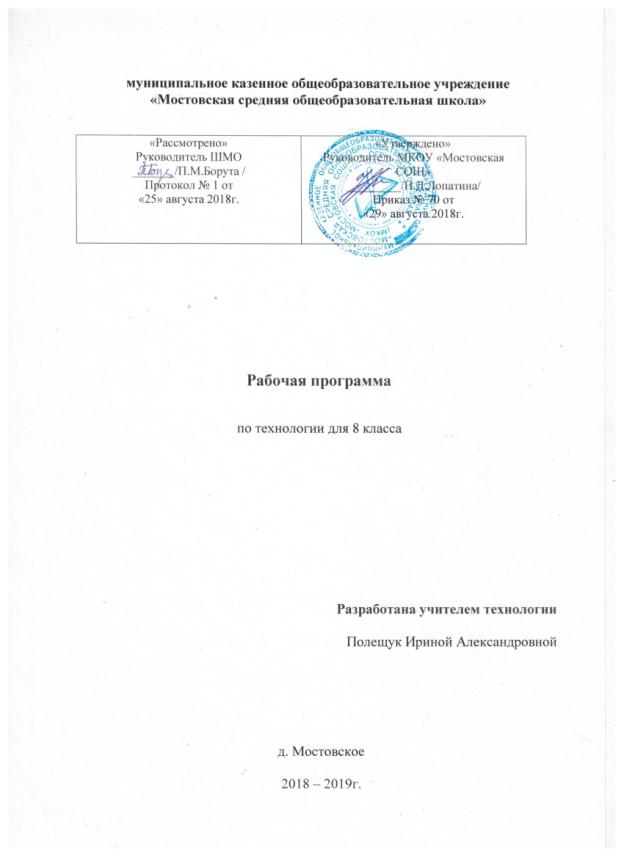 муниципальное казенное общеобразовательное учреждение
«Мостовская средняя общеобразовательная школа»
«Рассмотрено»
Руководитель ШМО
/П.М.Борута /
Протокол № 1 от
«25» августа 2018г.
«Утверждено»
Руководитель МКОУ «Мостовская
СОШ»
/Н.Д.Лопатина/
Приказ № 70 от
«29» августа 2018г.
Рабочая программа
по технологии для 8 класса
Разработана учителем технологии
Полещук Ириной Александровной
д. Мостовское
2018 – 2019г.